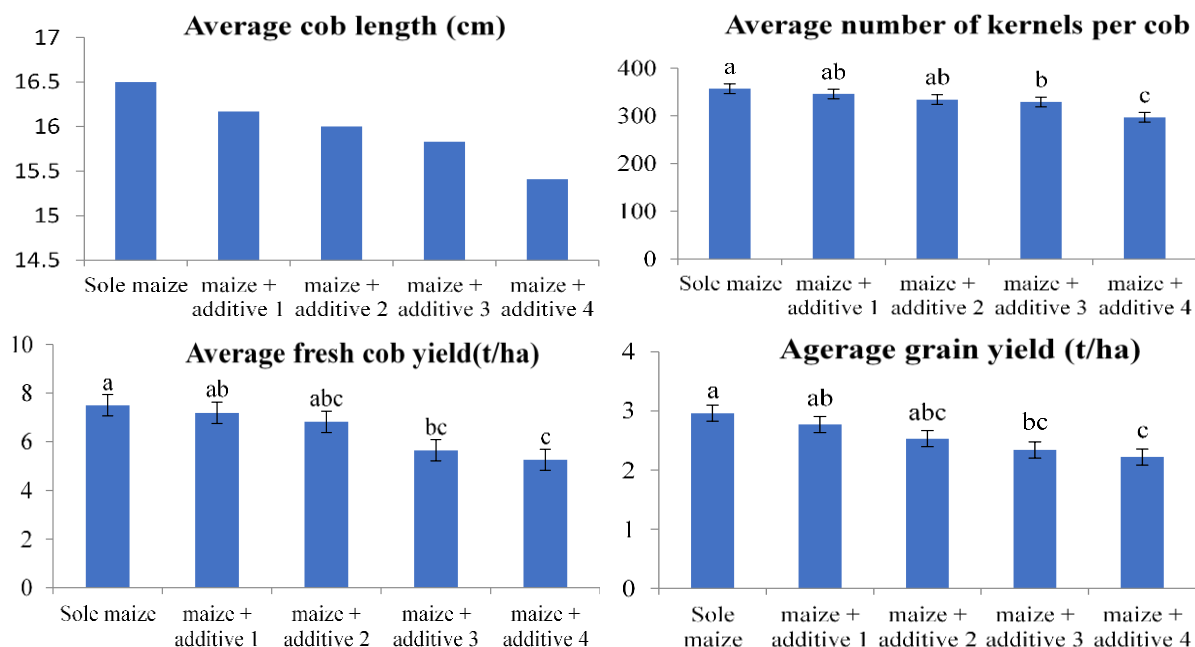 Average cob length (cm)
17
16.5
16
15.5
15
14.5
Sole maize
maize + additive 1
maize + additive 2
maize + additive 3
maize + additive 4
Average number of kernels per cob
400
300
200
100
0
a
ab
ab
b
c
Sole maize
maize + additive 1
maize + additive 2
maize + additive 3
maize + additive 4
Average fresh cob yield(t/ha)
10
8
6
4
2
0
a
ab
abc
bc
c
Sole maize
maize + additive 1
maize + additive 2
maize + additive 3
maize + additive 4
Agerage grain yield (t/ha)
4
3
2
1
0
a
ab
abc
bc
c
Sole maize
maize + additive 1
maize + additive 2
maize + additive 3
maize + additive 4